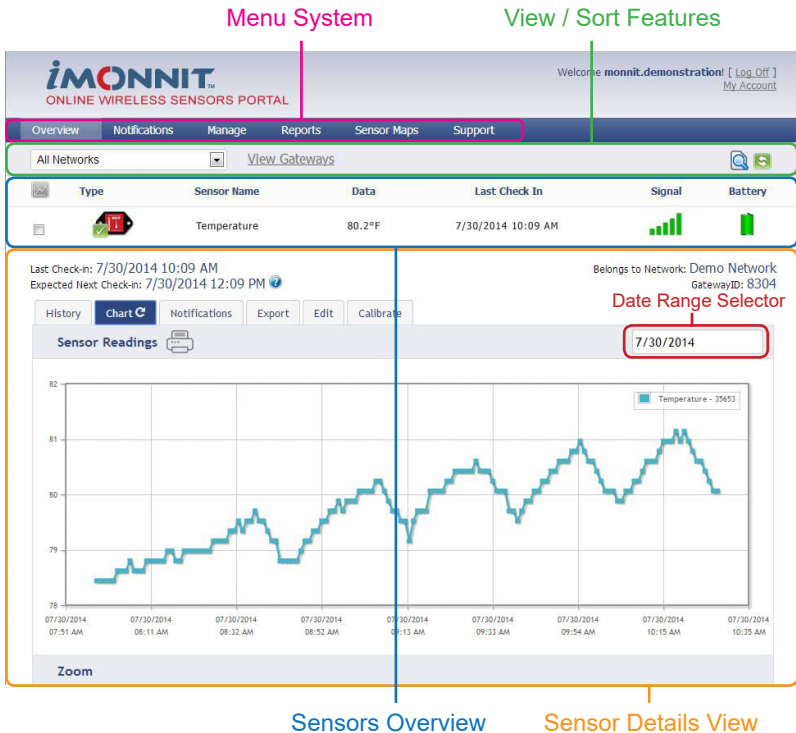 Menu System View / Sort Features
iMONNIT™
ONLINE WIRELESS SENSORS PORTAL
Welcome monnit.demonstration! [ Log Off ]
My Account
Overview Notifications Manage Reports Sensor Maps Support
All Networks View Gateways
Type Sensor Name Data Last Check In Signal Battery
Temperature 80.2°F 7/30/2014 10:09 AM
Last Check-in: 7/30/2014 10:09 AM Belongs to Network: Demo Network
Expected Next Check-in: 7/30/2014 12:09 PM GatewayID: 8304
Date Range Selector
History Chart Notifications Export Edit Calibrate
Sensor Readings 7/30/2014
82
Temperature - 35653
81
80
79
78
07/30/2014 07/30/2014 07/30/2014 07/30/2014 07/30/2014 07/30/2014 07/30/2014 07/30/2014 07/30/2014
07:51 AM 08:11 AM 08:32 AM 08:52 AM 09:13 AM 09:33 AM 09:54 AM 10:15 AM 10:35 AM
Zoom
Sensors Overview Sensor Details View